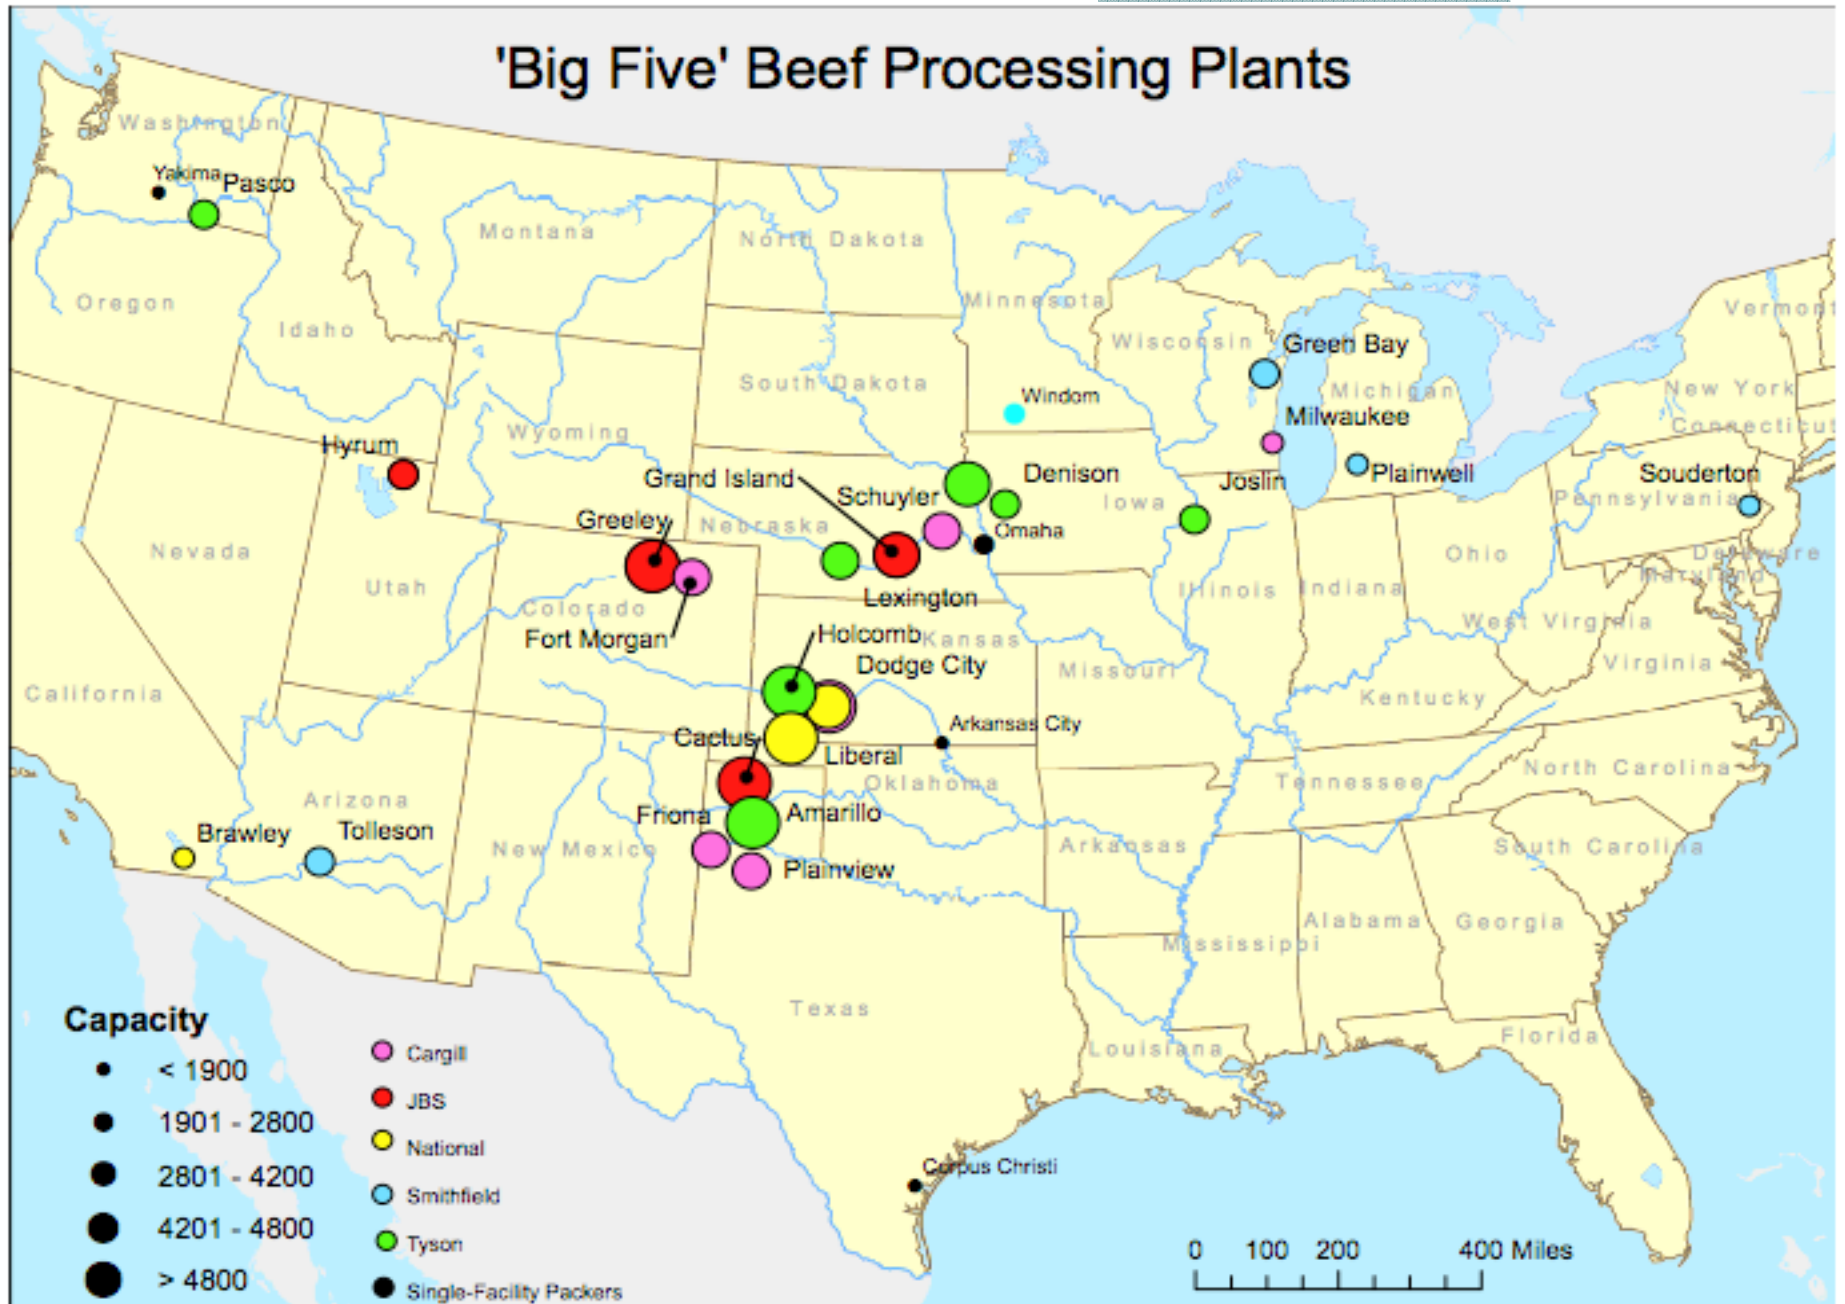 'Big Five' Beef Processing Plants
Washington
Yakima
Pasco
Montana
North Dakota
Minnesota
Oregon
Idaho
Vermont
Wisconsin
Green Bay
South Dakota
Michigan
New York
Windom
Milwaukee
Connecticut
Wyoming
Hyrum
Grand Island
Denison
Joslin
Plainwell
Souderton
Schuyler
Iowa
Pennsylvania
Greeley
Nebraska
Omaha
Nevada
Ohio
Delaware
Maryland
Utah
Colorado
Lexington
Illinois
Indiana
Fort Morgan
Holcomb
Kansas
West Virginia
Dodge City
Missouri
Virginia
California
Kentucky
Arkansas City
Cactus
Liberal
Oklahoma
Tennessee
North Carolina
Arizona
Friona
Amarillo
Brawley
Tolleson
New Mexico
Arkansas
South Carolina
Plainview
Alabama
Georgia
Mississippi
Texas
Florida
Louisiana
Corpus Christi
Capacity
< 1900
1901 - 2800
2801 - 4200
4201 - 4800
> 4800
Cargill
JBS
National
Smithfield
Tyson
Single-Facility Packers
0 100 200 400 Miles